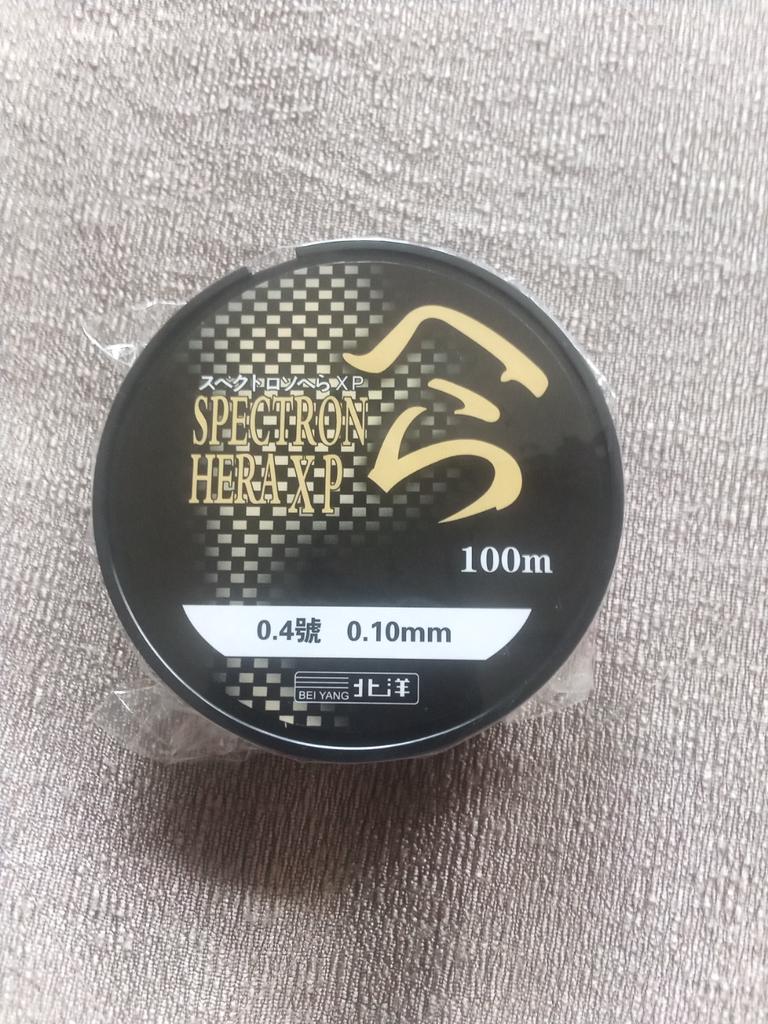 へら
スペクトロンへらXP
SPECTRON
HERA XP
100m
0.4號 0.10mm
BEI YANG 北洋